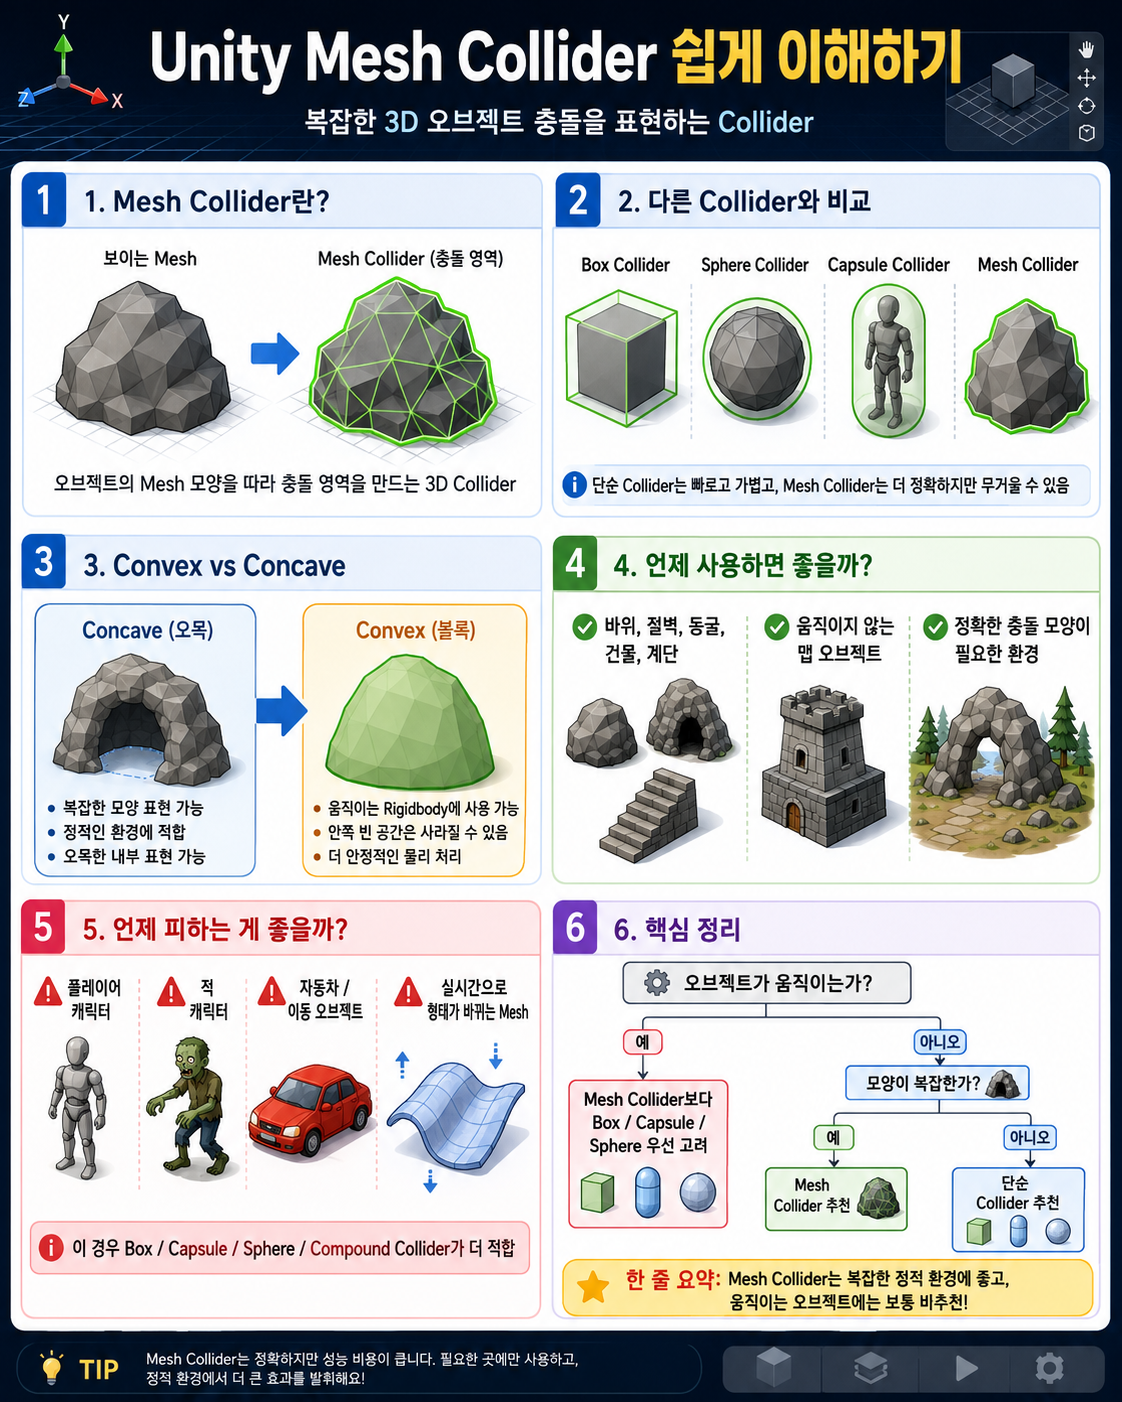 Y
Z
X
Unity Mesh Collider 쉽게 이해하기
복잡한 3D 오브젝트 충돌을 표현하는 Collider
1
1. Mesh Collider란?
보이는 Mesh
Mesh Collider (충돌 영역)
오브젝트의 Mesh 모양을 따라 충돌 영역을 만드는 3D Collider
2
2. 다른 Collider와 비교
Box Collider
Sphere Collider
Capsule Collider
Mesh Collider
i 단순 Collider는 빠르고 가볍고, Mesh Collider는 더 정확하지만 무거울 수 있음
3
3. Convex vs Concave
Concave (오목)
• 복잡한 모양 표현 가능
• 정적인 환경에 적합
• 오목한 내부 표현 가능
Convex (볼록)
• 움직이는 Rigidbody에 사용 가능
• 안쪽 빈 공간은 사라질 수 있음
• 더 안정적인 물리 처리
4
4. 언제 사용하면 좋을까?
바위, 절벽, 동굴,
건물, 계단
움직이지 않는
맵 오브젝트
정확한 충돌 모양이
필요한 환경
5
5. 언제 피하는 게 좋을까?
플레이어
캐릭터
적
캐릭터
자동차 /
이동 오브젝트
실시간으로
형태가 바뀌는 Mesh
i 이 경우 Box / Capsule / Sphere / Compound Collider가 더 적합
6
6. 핵심 정리
오브젝트가 움직이는가?
예
아니오
Mesh Collider보다
Box / Capsule /
Sphere 우선 고려
모양이 복잡한가?
예
아니오
Mesh
Collider 추천
단순
Collider 추천
한 줄 요약: Mesh Collider는 복잡한 정적 환경에 좋고,
움직이는 오브젝트에는 보통 비추천!
TIP
Mesh Collider는 정확하지만 성능 비용이 큽니다. 필요한 곳에만 사용하고,
정적 환경에서 더 큰 효과를 발휘해요!